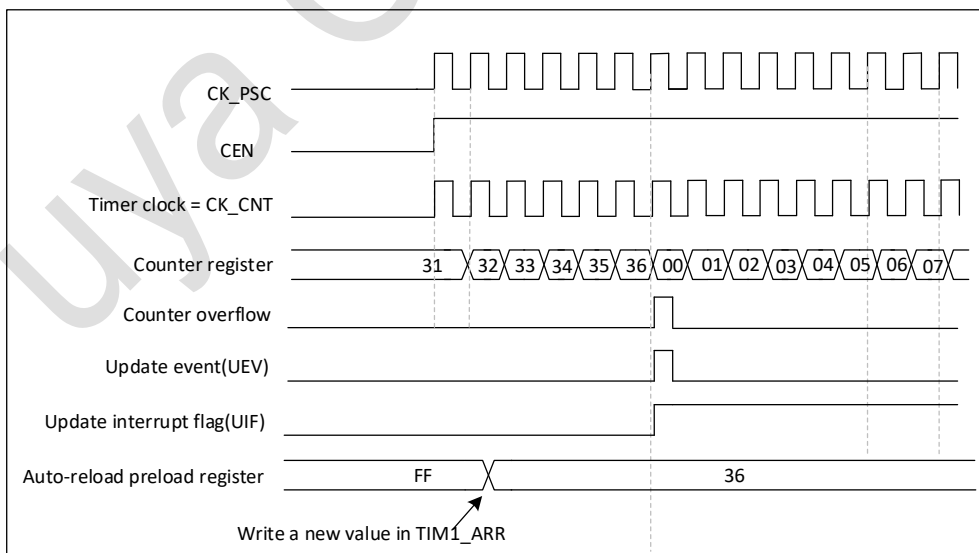 CK_PSC
CEN
Timer clock = CK_CNT
Counter register 31 32 33 34 35 36 00 01 02 03 04 05 06 07
Counter overflow
Update event(UEV)
Update interrupt flag(UIF)
Auto-reload preload register FF 36
Write a new value in TIM1_ARR